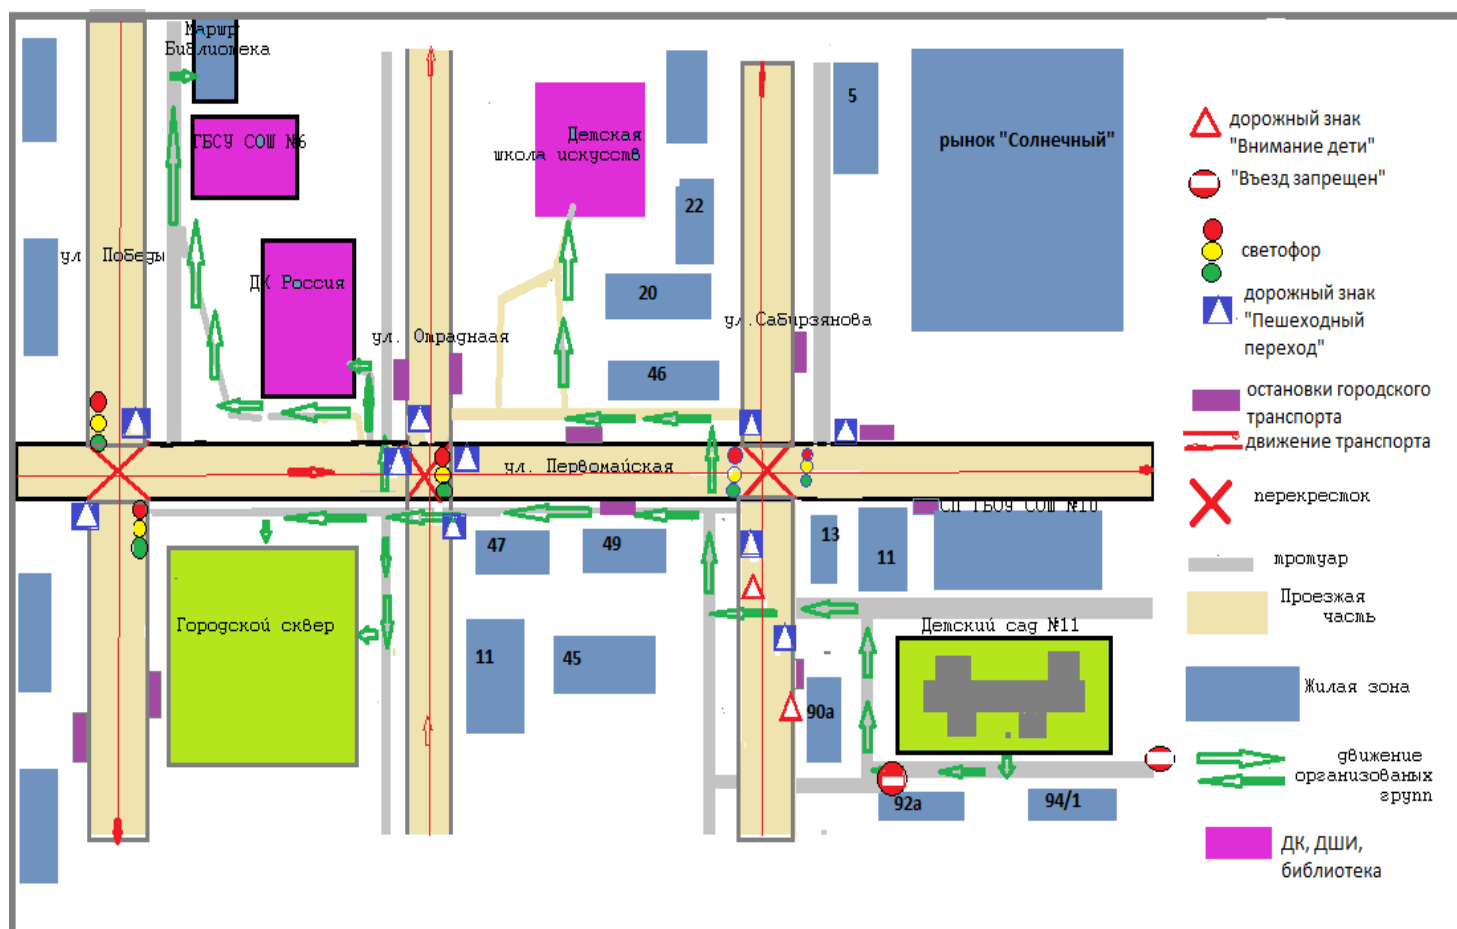 Маршр
Библиотека
ГБСУ СОШ №6
ул Победы
ДК Россия
ул. Отраднаая
Детская
школа искусств
22
20
46
5
рынок "Солнечный"
ул.Сабирзянова
ул. Первомайская
47
49
13
11
СП ГБОУ СОШ №10
Городской сквер
11
45
90а
Детский сад №11
92а
94/1
дорожный знак
"Внимание дети"
"Въезд запрещен"
светофор
дорожный знак
"Пешеходный
переход"
остановки городского
транспорта
движение транспорта
перекресток
тротуар
Проезжая
часть
Жилая зона
движение
организованых
групп
ДК, ДШИ,
библиотека